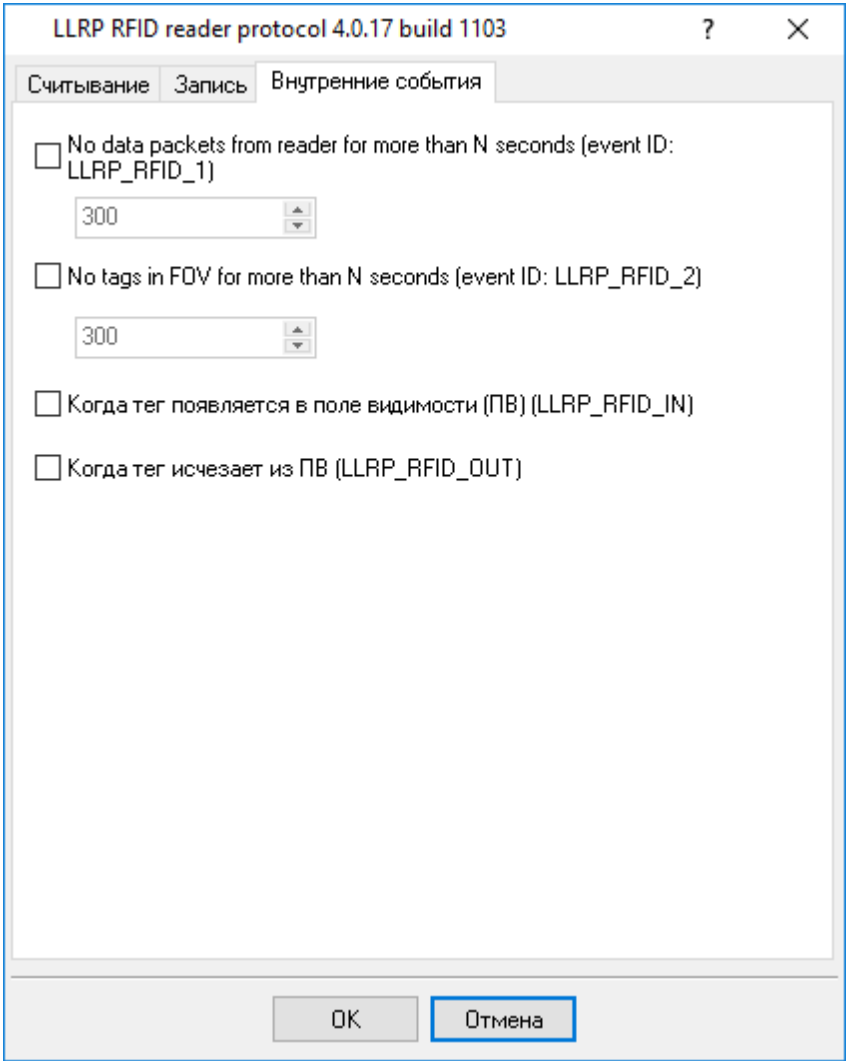 LLRP RFID reader protocol 4.0.17 build 1103 ?
Считывание Запись Внутренние события
No data packets from reader for more than N seconds (event ID:
LLRP_RFID_1)
300
No tags in FOV for more than N seconds (event ID: LLRP_RFID_2)
300
Когда тег появляется в поле видимости (ПВ) (LLRP_RFID_IN)
Когда тег исчезает из ПВ (LLRP_RFID_OUT)
OK Отмена